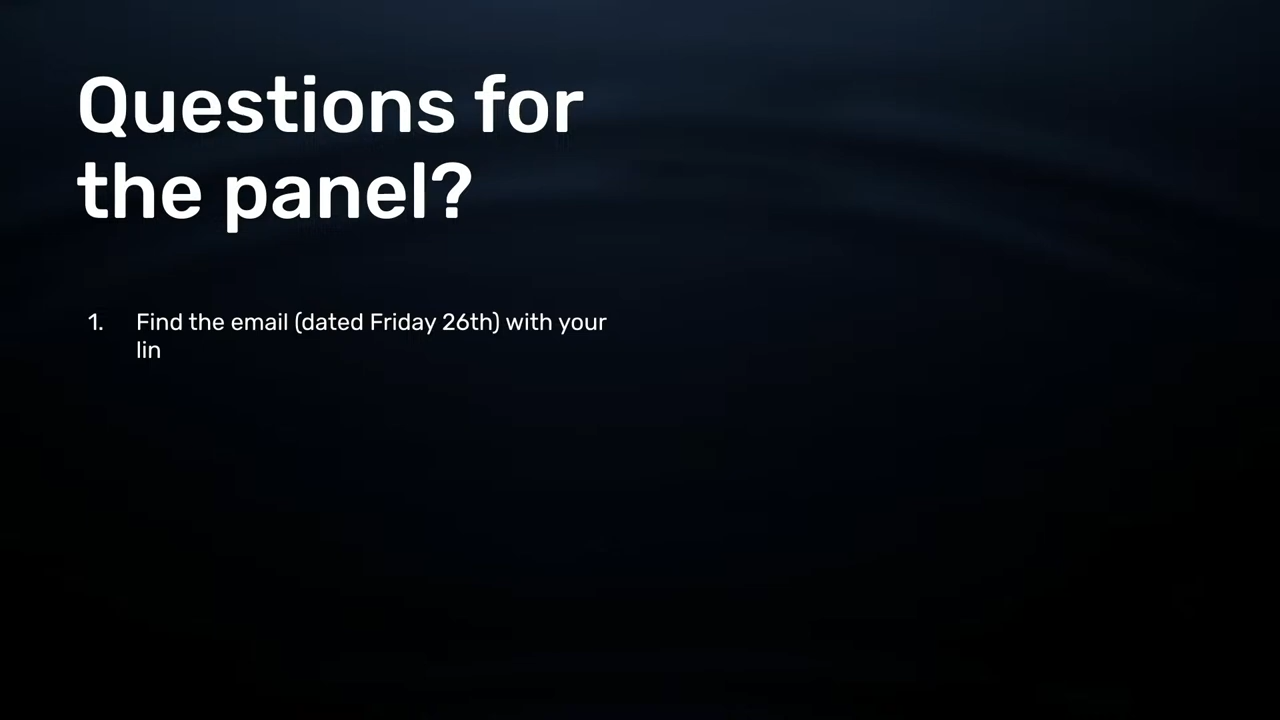 Questions for
the panel?
1. Find the email (dated Friday 26th) with your
lin